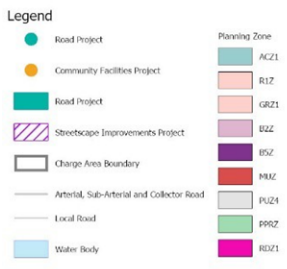 Legend
Road Project
Community Facilities Project
Road Project
Streetscape Improvements Project
Charge Area Boundary
Arterial, Sub-Arterial and Collector Road
Local Road
Water Body
Planning Zone
ACZ1
R1Z
GRZ1
B2Z
B5Z
MUZ
PUZ4
PPRZ
RDZ1